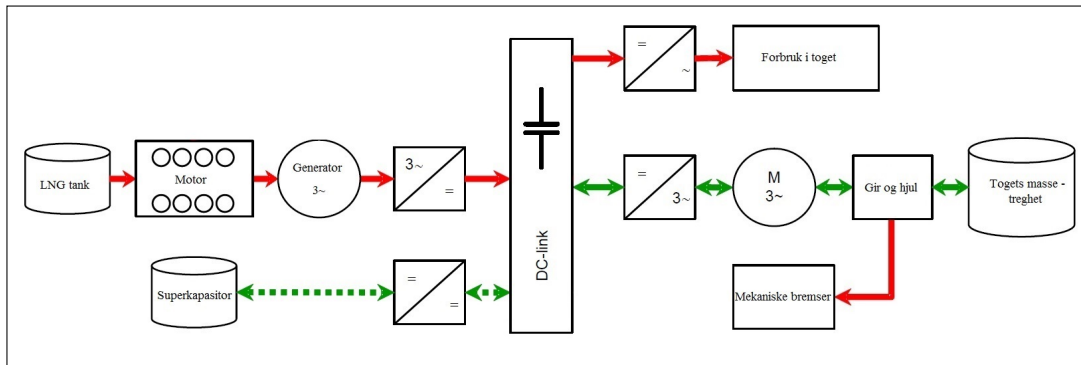 LNG tank
Motor
Generator
3~
3~
=
DC-link
=
~
Forbruk i toget
=
3~
M
3~
Gir og hjul
Togets masse -
treghet
Mekaniske bremser
Superkapasitor
=
=